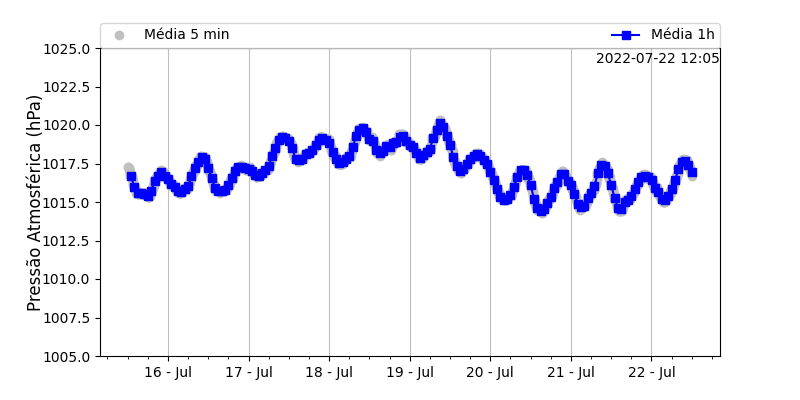 Média 5 min
Média 1h
2022-07-22 12:05
Pressão Atmosférica (hPa)
1025.0
1022.5
1020.0
1017.5
1015.0
1012.5
1010.0
1007.5
1005.0
16 - Jul
17 - Jul
18 - Jul
19 - Jul
20 - Jul
21 - Jul
22 - Jul